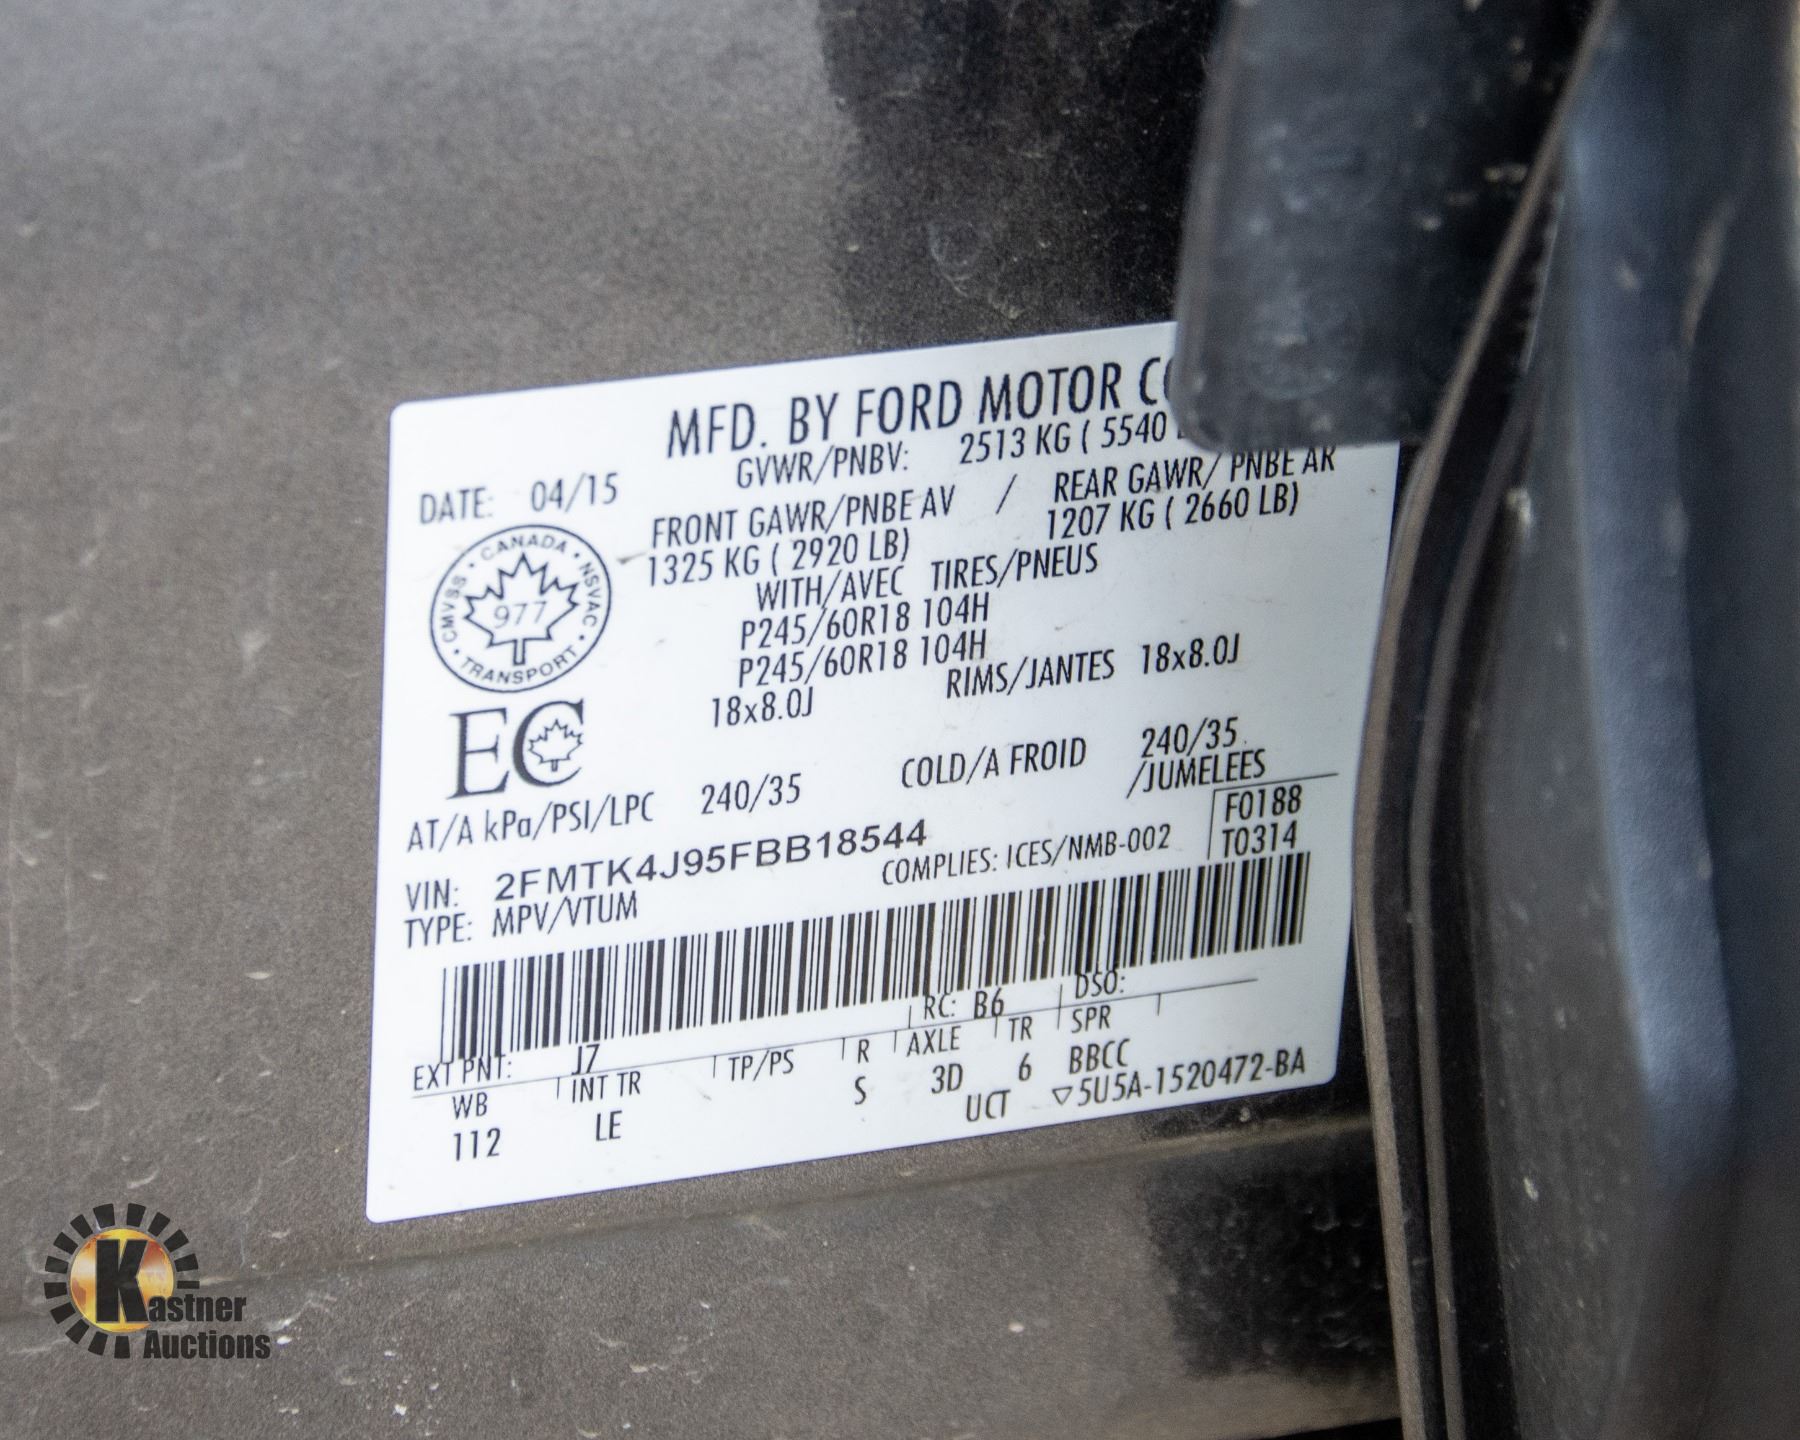 MFD. BY FORD MOTOR
GVWR/PNBV: 2513 KG ( 5540
DATE: 04/15
FRONT GAWR/PNBE AV / REAR GAWR/ PNBE AR
1325 KG ( 2920 LB) 1207 KG ( 2660 LB)
WITH/AVEC TIRES/PNEUS
P245/60R18 104H
P245/60R18 104H
18x8.0J RIMS/JANTES 18x8.0J
CMVSS · CANADA · NSVAC · TRANSPORT ·
977
EC
AT/A kPa/PSI/LPC 240/35 COLD/A FROID 240/35
/JUMELEES
VIN: 2FMTK4J95FBB18544
F0188
T0314
COMPLIES: ICES/NMB-002
TYPE: MPV/VTUM
EXT PNT: J7 RC: B6 DSO:
WB INT TR TP/PS R AXLE TR SPR
112 LE S 3D 6 BBCC
UCT ▽5U5A-1520472-BA
Kastner
Auctions